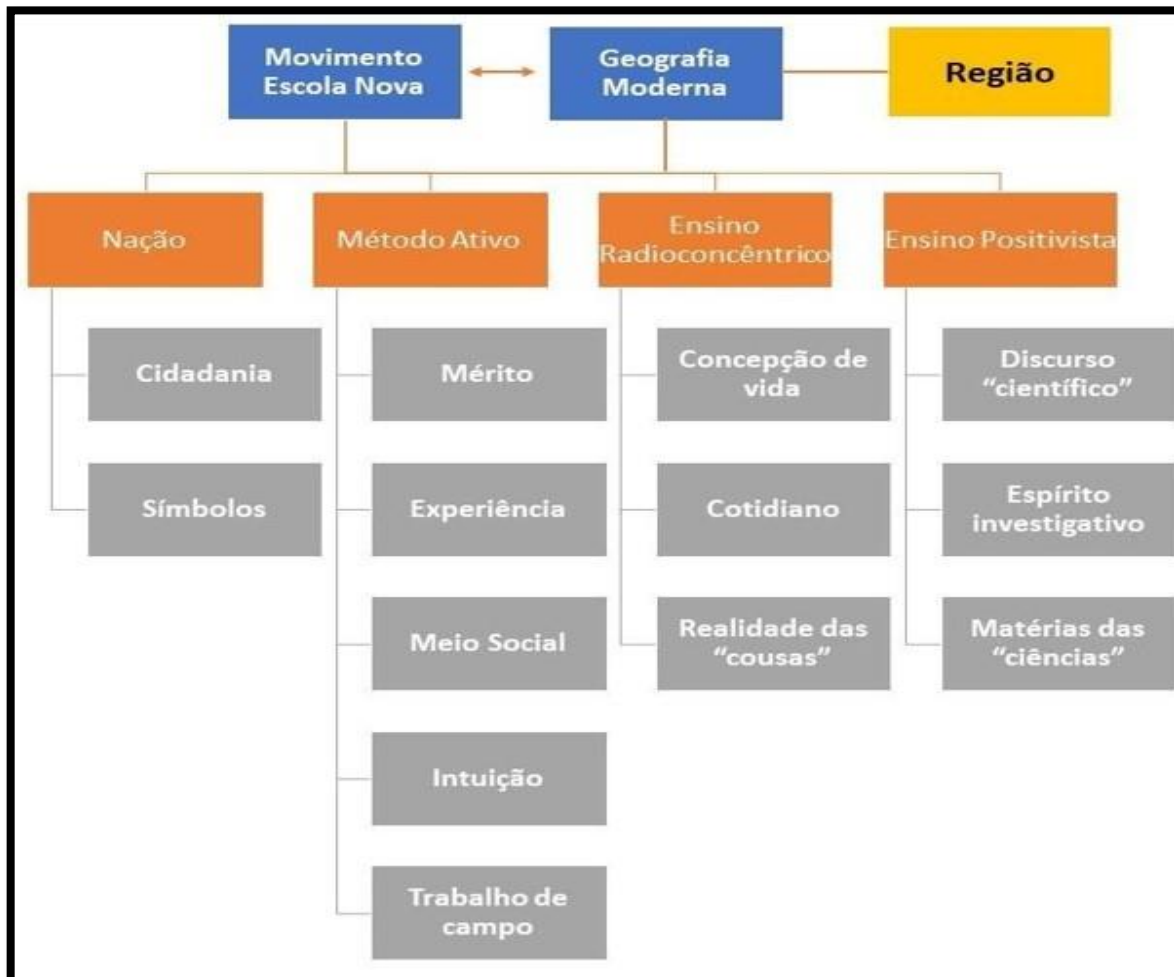 Movimento
Escola Nova
Geografia
Moderna
Região
Nação
Método Ativo
Ensino
Radioconcêntrico
Ensino Positivista
Cidadania
Símbolos
Mérito
Experiência
Meio Social
Intuição
Trabalho de
campo
Concepção de
vida
Cotidiano
Realidade das
“cousas”
Discurso
“científico”
Espírito
investigativo
Matérias das
“ciências”